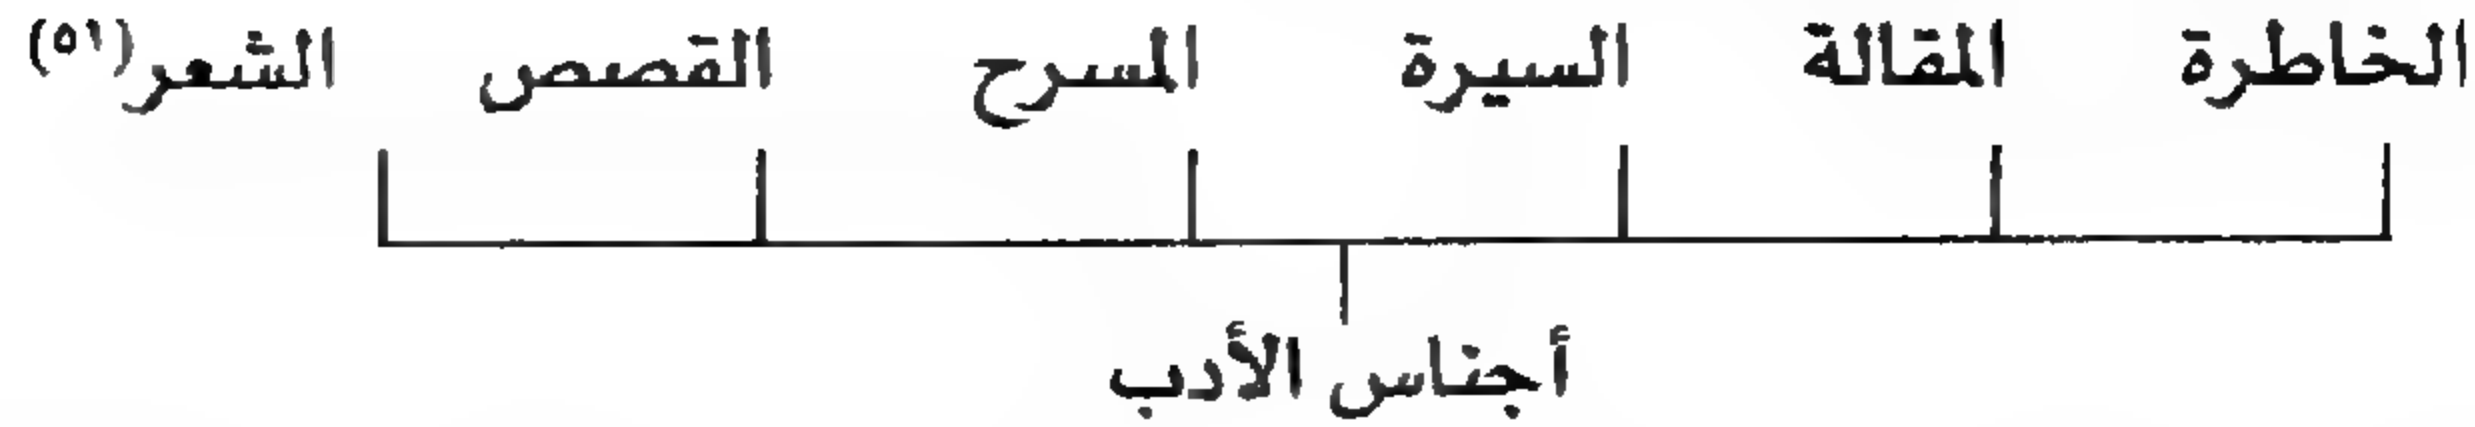 الخاطرة المقالة السيرة المسرح القصص الشعر(٥١)
أجناس الأدب